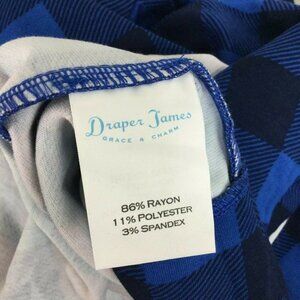 Draper James
GRACE & CHARM
86% RAYON
11% POLYESTER
3% SPANDEX